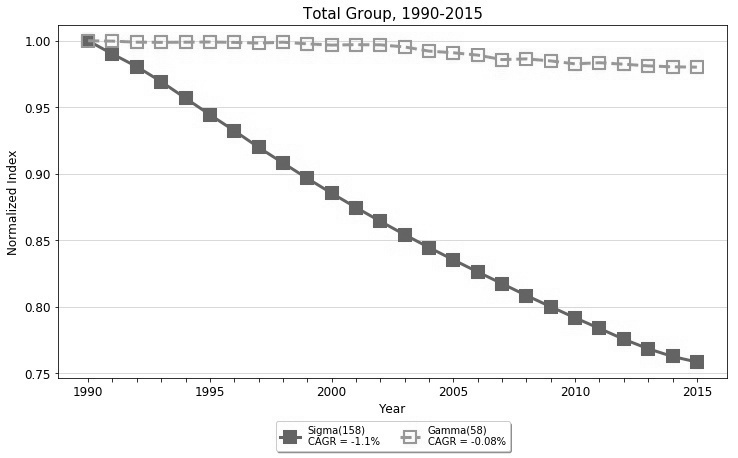 Total Group, 1990-2015
Normalized Index
1.00
0.95
0.90
0.85
0.80
0.75
1990 1995 2000 2005 2010 2015
Year
Sigma(158)
CAGR = -1.1%
Gamma(58)
CAGR = -0.08%